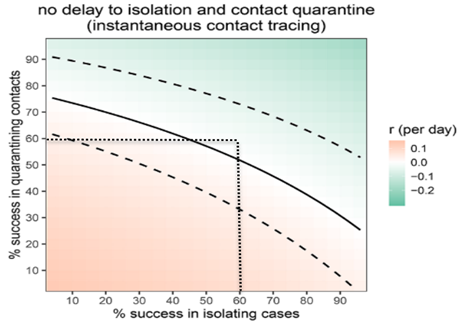 no delay to isolation and contact quarantine
(instantaneous contact tracing)
% success in quarantining contacts
90
80
70
60
50
40
30
20
10
10 20 30 40 50 60 70 80 90
% success in isolating cases
r (per day)
0.1
0.0
−0.1
−0.2